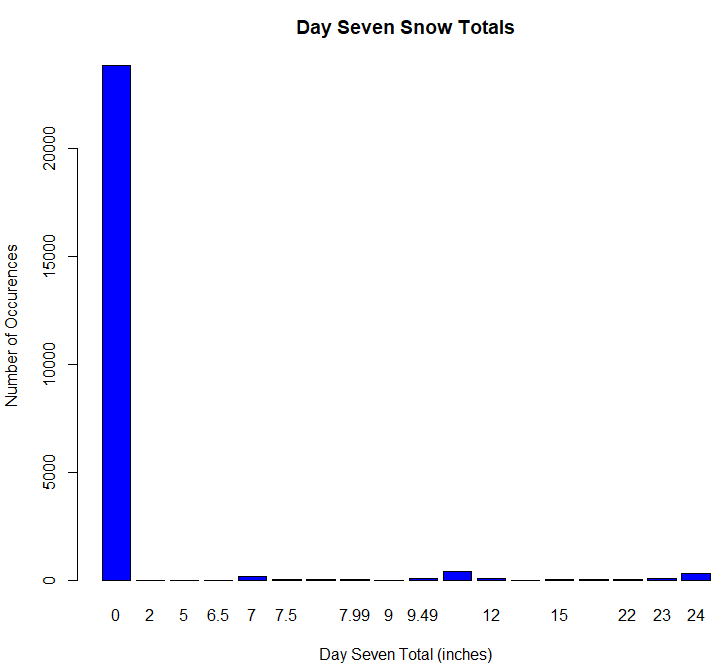 Day Seven Snow Totals
Number of Occurences
20000
15000
10000
5000
0
0 2 5 6.5 7 7.5 7.99 9 9.49 12 15 22 23 24
Day Seven Total (inches)